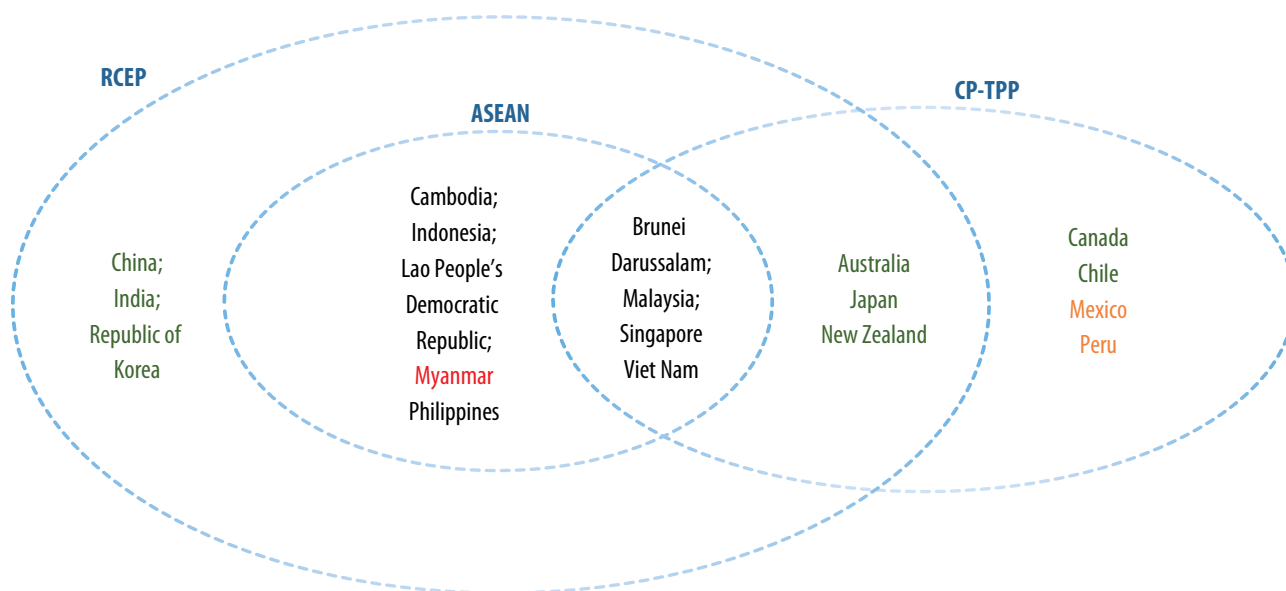 RCEP
ASEAN
CP-TPP
China;
India;
Republic of
Korea
Cambodia;
Indonesia;
Lao People’s
Democratic
Republic;
Myanmar
Philippines
Brunei
Darussalam;
Malaysia;
Singapore
Viet Nam
Australia
Japan
New Zealand
Canada
Chile
Mexico
Peru